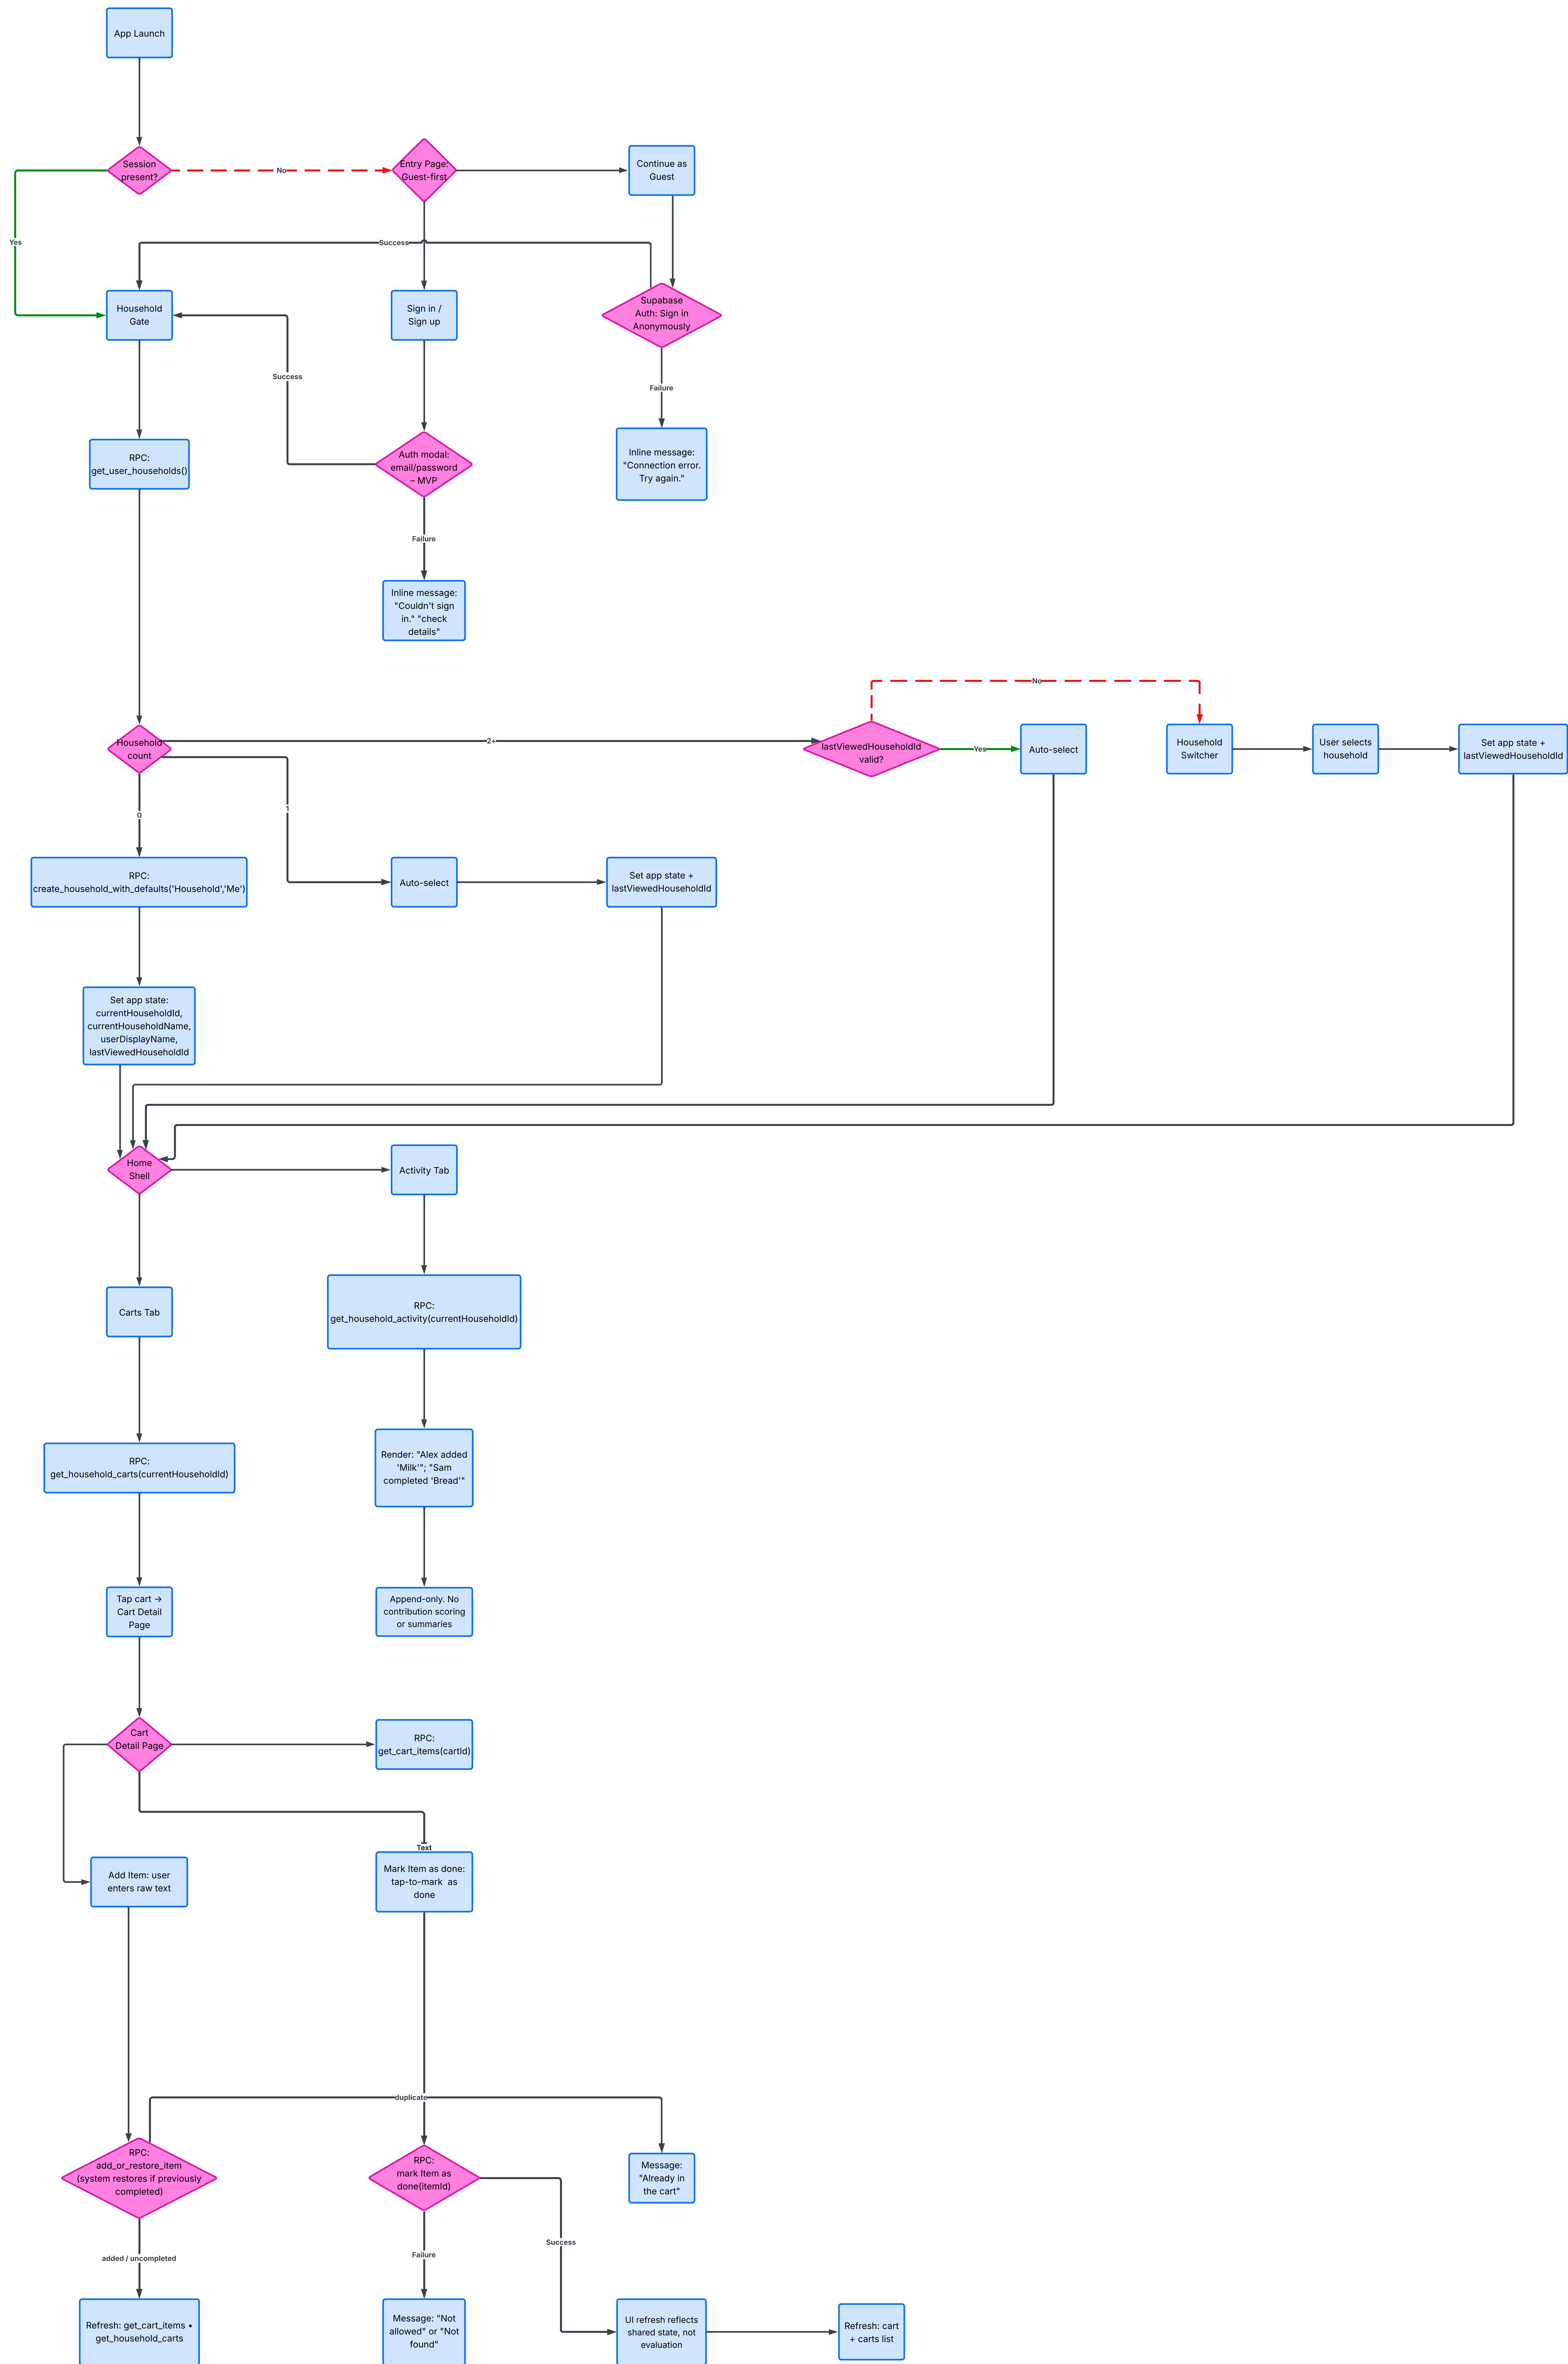 App Launch
Session
present?
No
Entry Page:
Guest-first
Continue as
Guest
Yes
Success
Household
Gate
Sign in /
Sign up
Supabase
Auth: Sign in
Anonymously
Success
Failure
RPC:
get_user_households()
Auth modal:
email/password
– MVP
Inline message:
"Connection error.
Try again."
Failure
Inline message:
"Couldn't sign
in." "check
details"
No
Household
count
2+
lastViewedHouseholdId
valid?
Yes
Auto-select
Household
Switcher
User selects
household
Set app state +
lastViewedHouseholdId
0
1
RPC:
create_household_with_defaults('Household','Me')
Auto-select
Set app state +
lastViewedHouseholdId
Set app state:
currentHouseholdId,
currentHouseholdName,
userDisplayName,
lastViewedHouseholdId
Home
Shell
Activity Tab
Carts Tab
RPC:
get_household_activity(currentHouseholdId)
RPC:
get_household_carts(currentHouseholdId)
Render: "Alex added
'Milk'"; "Sam
completed 'Bread'"
Tap cart →
Cart Detail
Page
Append-only. No
contribution scoring
or summaries
Cart
Detail Page
RPC:
get_cart_items(cartId)
Text
Add Item: user
enters raw text
Mark Item as done:
tap-to-mark  as
done
duplicate
RPC:
add_or_restore_item
(system restores if previously
completed)
RPC:
mark Item as
done(itemId)
Message:
"Already in
the cart"
added / uncompleted
Failure
Success
Refresh: get_cart_items •
get_household_carts
Message: "Not
allowed" or "Not
found"
UI refresh reflects
shared state, not
evaluation
Refresh: cart
+ carts list